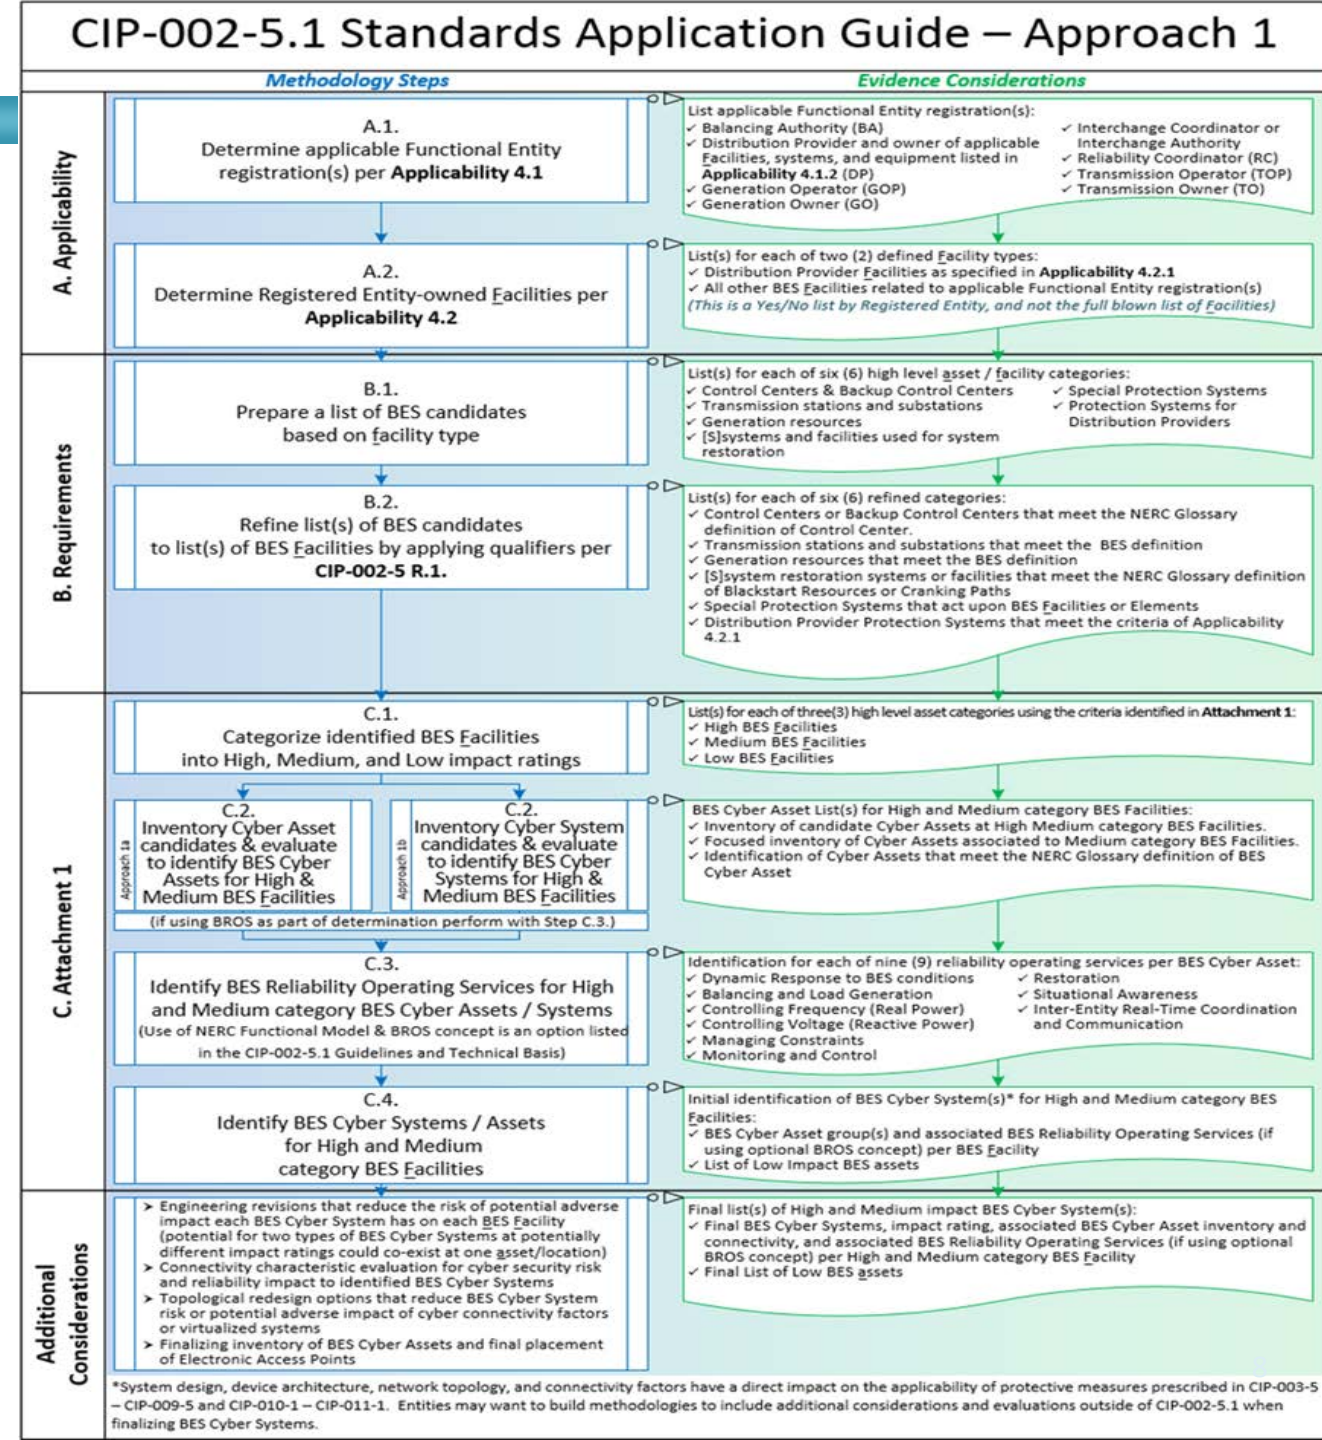 CIP-002-5.1 Standards Application Guide – Approach 1
Methodology Steps
Evidence Considerations
A. Applicability
A.1.
Determine applicable Functional Entity
registration(s) per Applicability 4.1
List applicable Functional Entity registration(s):
✓ Balancing Authority (BA)
✓ Distribution Provider and owner of applicable
Facilities, systems, and equipment listed in
Applicability 4.1.2 (DP)
✓ Generation Operator (GOP)
✓ Generation Owner (GO)
✓ Interchange Coordinator or
Interchange Authority
✓ Reliability Coordinator (RC)
✓ Transmission Operator (TOP)
✓ Transmission Owner (TO)
A.2.
Determine Registered Entity-owned Facilities per
Applicability 4.2
List(s) for each of two (2) defined Facility types:
✓ Distribution Provider Facilities as specified in Applicability 4.2.1
✓ All other BES Facilities related to applicable Functional Entity registration(s)
(This is a Yes/No list by Registered Entity, and not the full blown list of Facilities)
B. Requirements
B.1.
Prepare a list of BES candidates
based on facility type
List(s) for each of six (6) high level asset / facility categories:
✓ Control Centers & Backup Control Centers
✓ Transmission stations and substations
✓ Generation resources
✓ [S]systems and facilities used for system
restoration
✓ Special Protection Systems
✓ Protection Systems for
Distribution Providers
B.2.
Refine list(s) of BES candidates
to list(s) of BES Facilities by applying qualifiers per
CIP-002-5 R.1.
List(s) for each of six (6) refined categories:
✓ Control Centers or Backup Control Centers that meet the NERC Glossary
definition of Control Center.
✓ Transmission stations and substations that meet the BES definition
✓ Generation resources that meet the BES definition
✓ [S]system restoration systems or facilities that meet the NERC Glossary definition
of Blackstart Resources or Cranking Paths
✓ Special Protection Systems that act upon BES Facilities or Elements
✓ Distribution Provider Protection Systems that meet the criteria of Applicability
4.2.1
C. Attachment 1
C.1.
Categorize identified BES Facilities
into High, Medium, and Low impact ratings
List(s) for each of three(3) high level asset categories using the criteria identified in Attachment 1:
✓ High BES Facilities
✓ Medium BES Facilities
✓ Low BES Facilities
Approach 1a
C.2.
Inventory Cyber Asset
candidates & evaluate
to identify BES Cyber
Assets for High &
Medium BES Facilities
Approach 1b
C.2.
Inventory Cyber System
candidates & evaluate
to identify BES Cyber
Systems for High &
Medium BES Facilities
(if using BROS as part of determination perform with Step C.3.)
BES Cyber Asset List(s) for High and Medium category BES Facilities:
✓ Inventory of candidate Cyber Assets at High Medium category BES Facilities.
✓ Focused inventory of Cyber Assets associated to Medium category BES Facilities.
✓ Identification of Cyber Assets that meet the NERC Glossary definition of BES
Cyber Asset
C.3.
Identify BES Reliability Operating Services for High
and Medium category BES Cyber Assets / Systems
(Use of NERC Functional Model & BROS concept is an option listed
in the CIP-002-5.1 Guidelines and Technical Basis)
Identification for each of nine (9) reliability operating services per BES Cyber Asset:
✓ Dynamic Response to BES conditions
✓ Balancing and Load Generation
✓ Controlling Frequency (Real Power)
✓ Controlling Voltage (Reactive Power)
✓ Managing Constraints
✓ Monitoring and Control
✓ Restoration
✓ Situational Awareness
✓ Inter-Entity Real-Time Coordination
and Communication
C.4.
Identify BES Cyber Systems / Assets
for High and Medium
category BES Facilities
Initial identification of BES Cyber System(s)* for High and Medium category BES
Facilities:
✓ BES Cyber Asset group(s) and associated BES Reliability Operating Services (if
using optional BROS concept) per BES Facility
✓ List of Low Impact BES assets
Additional
Considerations
➤ Engineering revisions that reduce the risk of potential adverse
impact each BES Cyber System has on each BES Facility
(potential for two types of BES Cyber Systems at potentially
different impact ratings could co-exist at one asset/location)
➤ Connectivity characteristic evaluation for cyber security risk
and reliability impact to identified BES Cyber Systems
➤ Topological redesign options that reduce BES Cyber System
risk or potential adverse impact of cyber connectivity factors
or virtualized systems
➤ Finalizing inventory of BES Cyber Assets and final placement
of Electronic Access Points
Final list(s) of High and Medium impact BES Cyber System(s):
✓ Final BES Cyber Systems, impact rating, associated BES Cyber Asset inventory and
connectivity, and associated BES Reliability Operating Services (if using optional
BROS concept) per High and Medium category BES Facility
✓ Final List of Low BES assets
*System design, device architecture, network topology, and connectivity factors have a direct impact on the applicability of protective measures prescribed in CIP-003-5
– CIP-009-5 and CIP-010-1 – CIP-011-1. Entities may want to build methodologies to include additional considerations and evaluations outside of CIP-002-5.1 when
finalizing BES Cyber Systems.